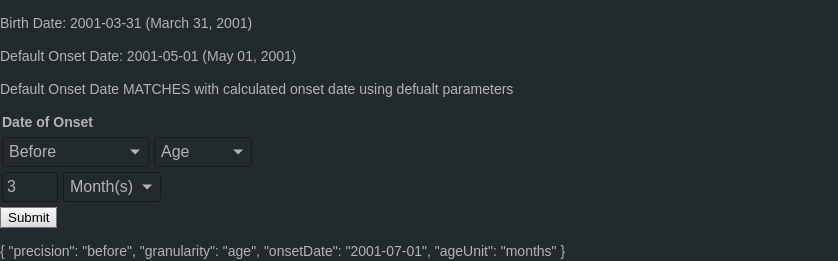 Birth Date: 2001-03-31 (March 31, 2001)
Default Onset Date: 2001-05-01 (May 01, 2001)
Default Onset Date MATCHES with calculated onset date using defualt parameters
Date of Onset
Before Age
3 Month(s)
Submit
{ "precision": "before", "granularity": "age", "onsetDate": "2001-07-01", "ageUnit": "months" }